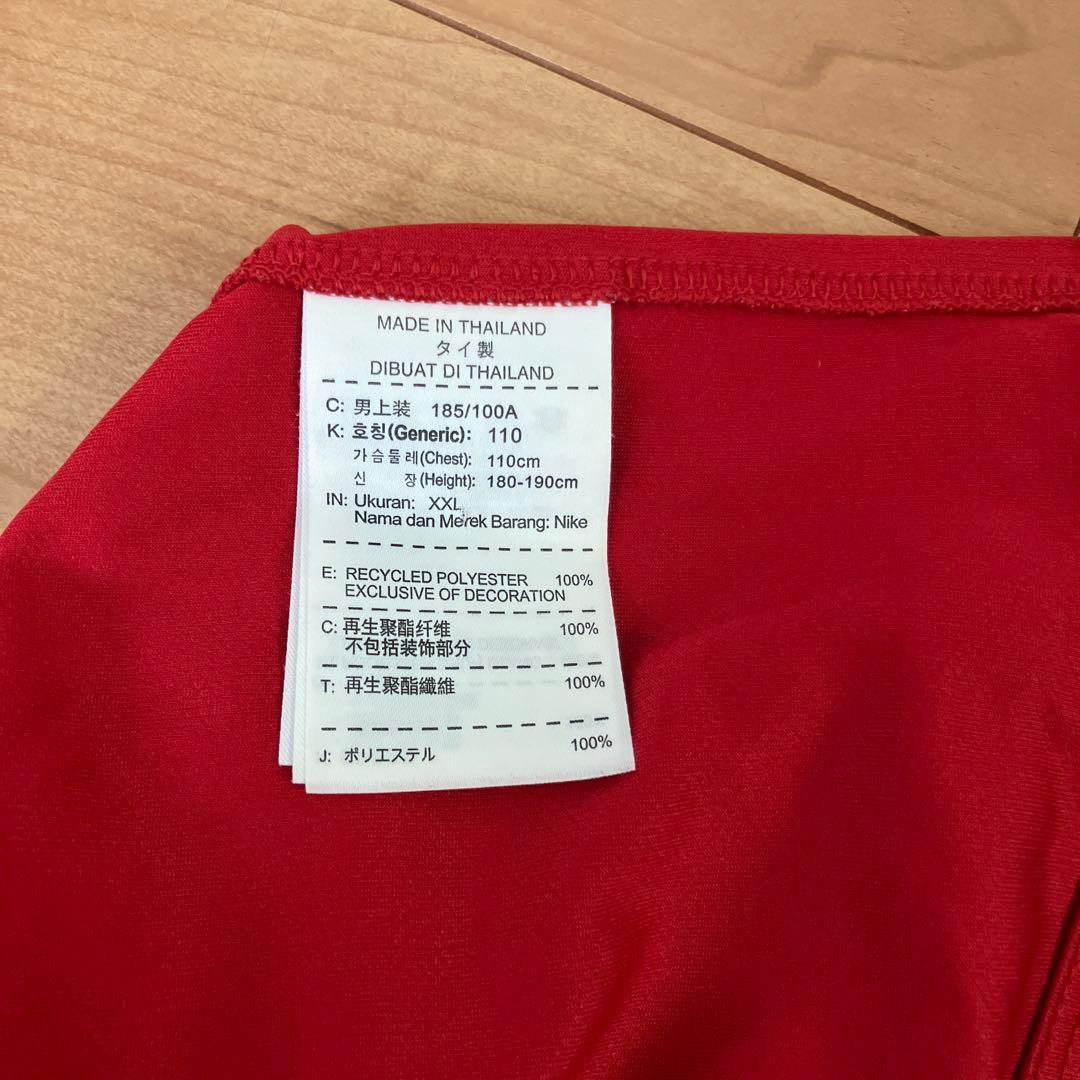 MADE IN THAILAND
タイ製
DIBUAT DI THAILAND
C: 男上装 185/100A
K: 호칭(Generic): 110
가슴둘레(Chest): 110cm
신 장(Height): 180-190cm
IN: Ukuran: XXL
Nama dan Merek Barang: Nike
E: RECYCLED POLYESTER 100%
EXCLUSIVE OF DECORATION
C: 再生聚酯纤维 100%
不包括装饰部分
T: 再生聚酯纖維 100%
J: ポリエステル 100%